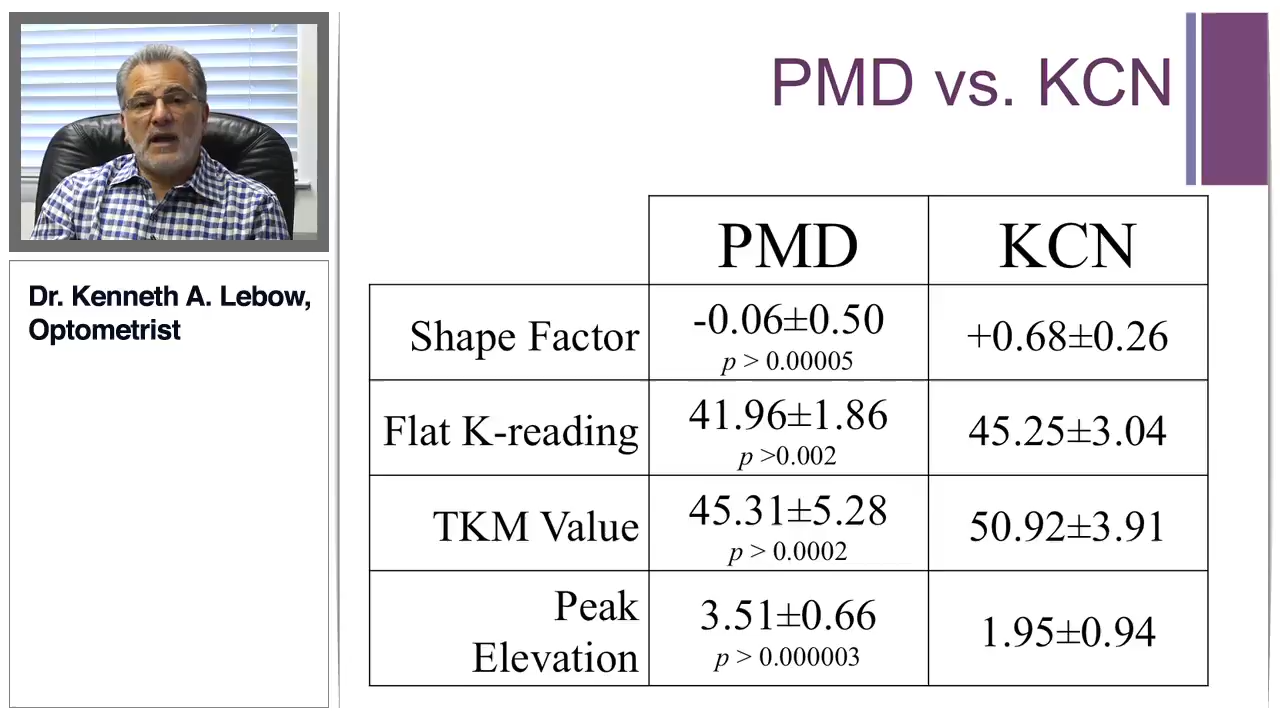 PMD vs. KCN
Dr. Kenneth A. Lebow,
Optometrist
PMD KCN
Shape Factor -0.06±0.50 +0.68±0.26
p > 0.00005
Flat K-reading 41.96±1.86 45.25±3.04
p >0.002
TKM Value 45.31±5.28 50.92±3.91
p > 0.0002
Peak
Elevation 3.51±0.66 1.95±0.94
p > 0.000003